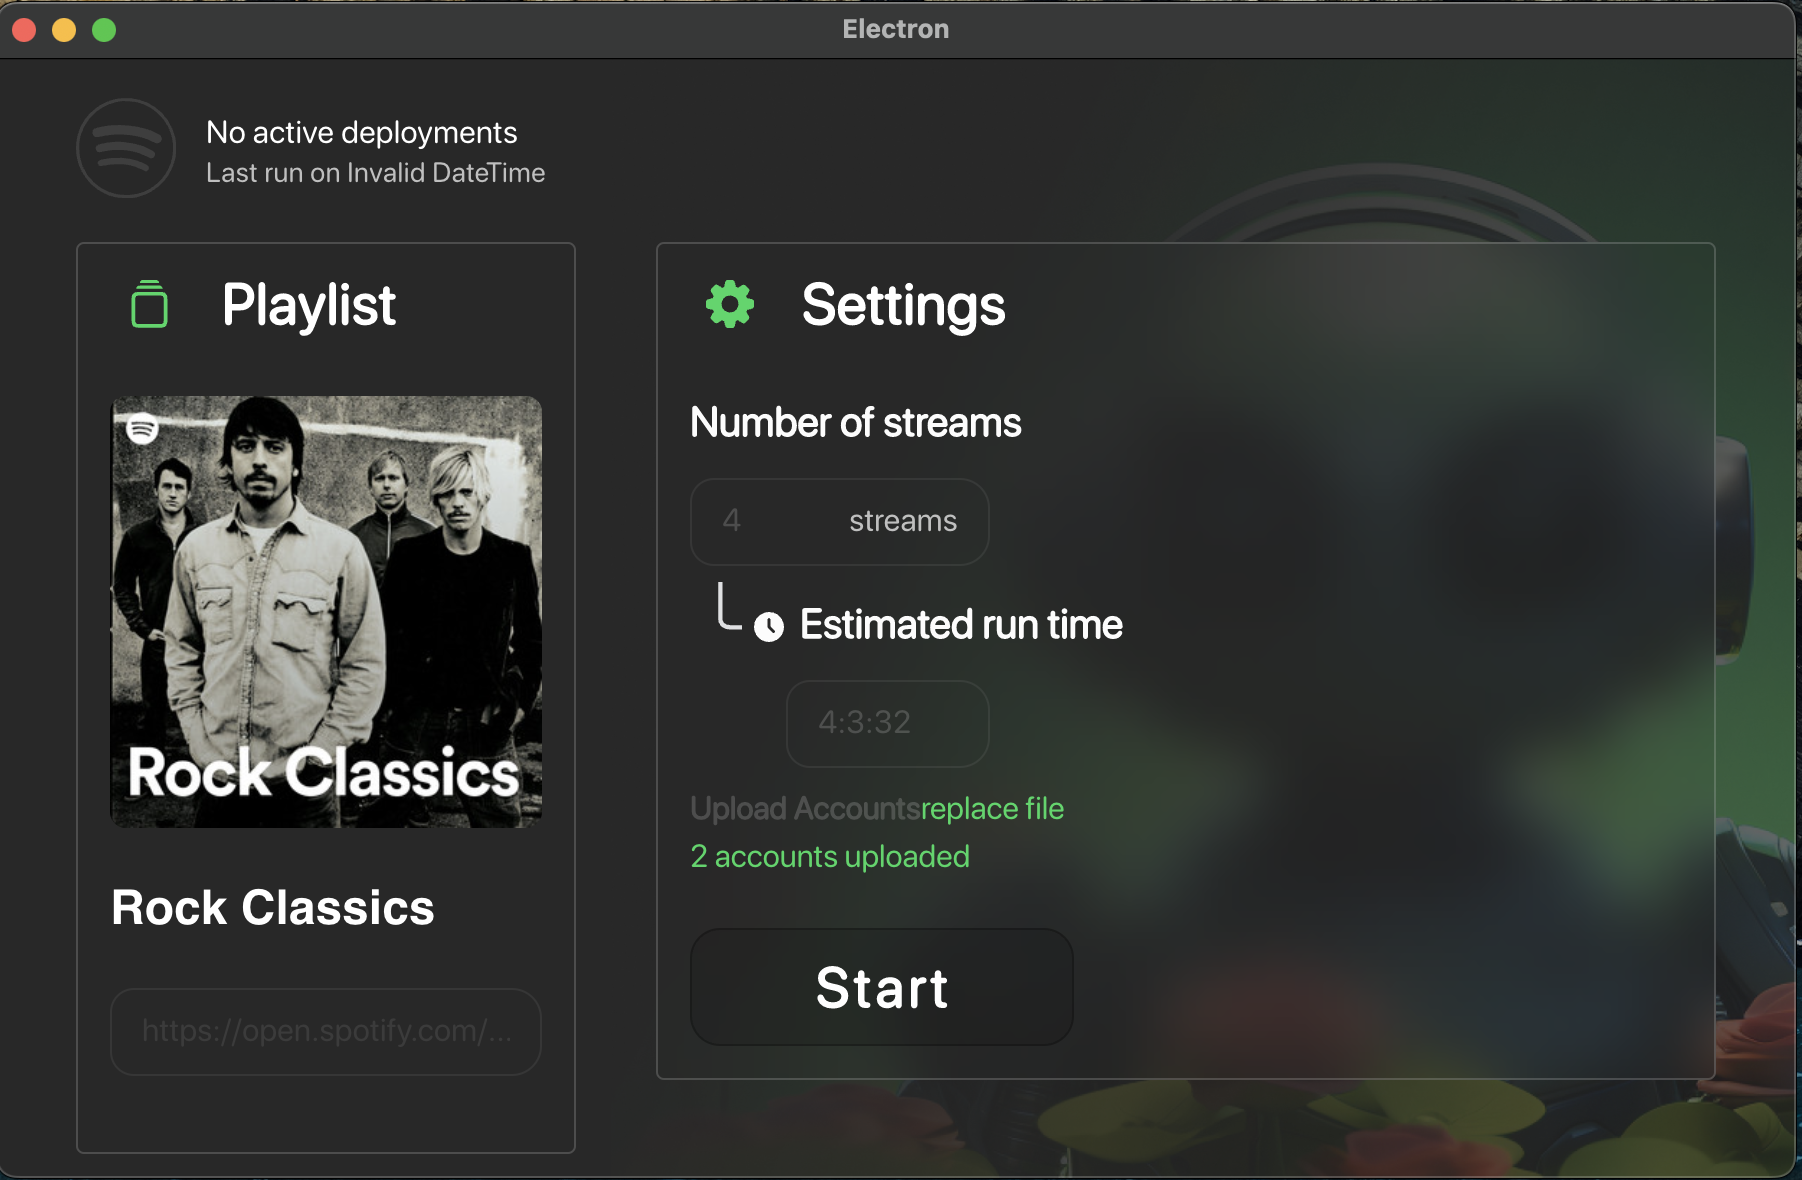 Electron
No active deployments
Last run on Invalid DateTime
Playlist
Rock Classics
Rock Classics
https://open.spotify.com/...
Settings
Number of streams
4 streams
Estimated run time
4:3:32
Upload Accountsreplace file
2 accounts uploaded
Start